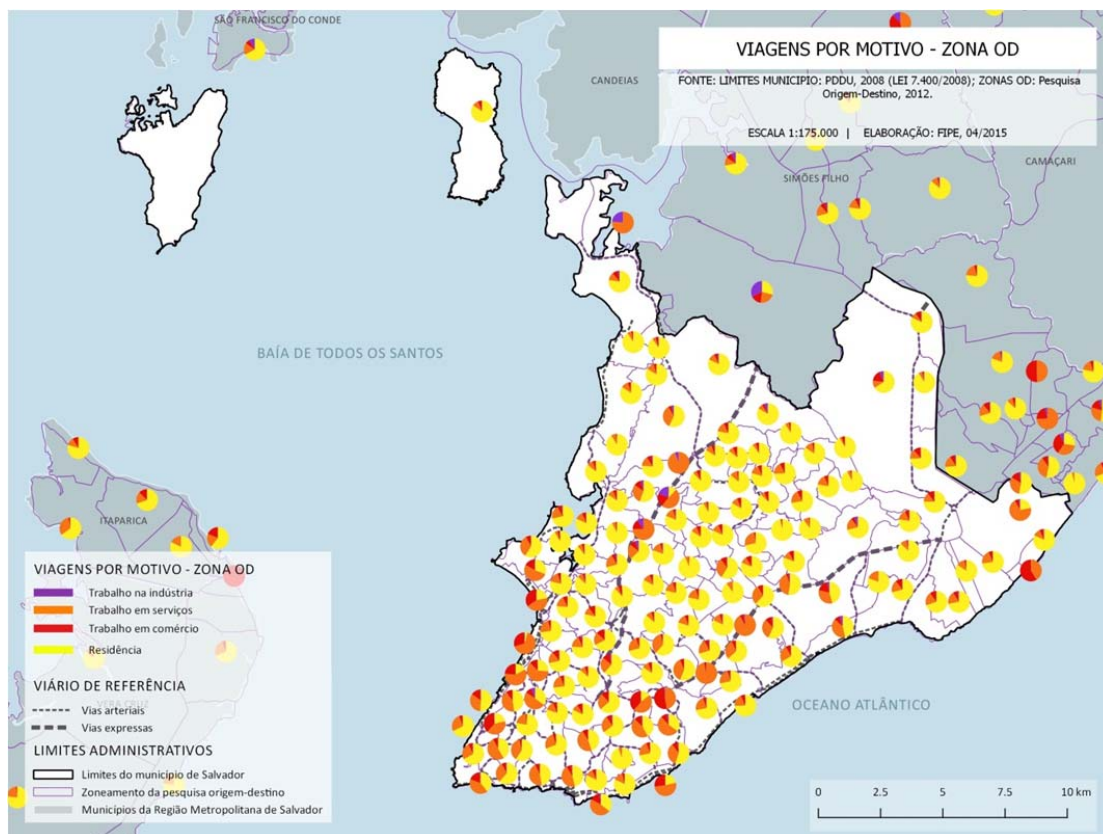 SÃO FRANCISCO DO CONDE
VIAGENS POR MOTIVO - ZONA OD
FONTE: LIMITES MUNICIPIO: PDDU, 2008 (LEI 7.400/2008); ZONAS OD: Pesquisa
Origem-Destino, 2012.
ESCALA 1:175.000 | ELABORAÇÃO: FIPE, 04/2015
CANDEIAS
CAMAÇARI
SIMÕES FILHO
BAÍA DE TODOS OS SANTOS
ITAPARICA
VIAGENS POR MOTIVO - ZONA OD
Trabalho na indústria
Trabalho em serviços
Trabalho em comércio
Residência
VERA CRUZ
VIÁRIO DE REFERÊNCIA
Vias arteriais
Vias expressas
LIMITES ADMINISTRATIVOS
Limites do município de Salvador
Zoneamento da pesquisa origem-destino
Municípios da Região Metropolitana de Salvador
OCEANO ATLÂNTICO
0 2.5 5 7.5 10 km